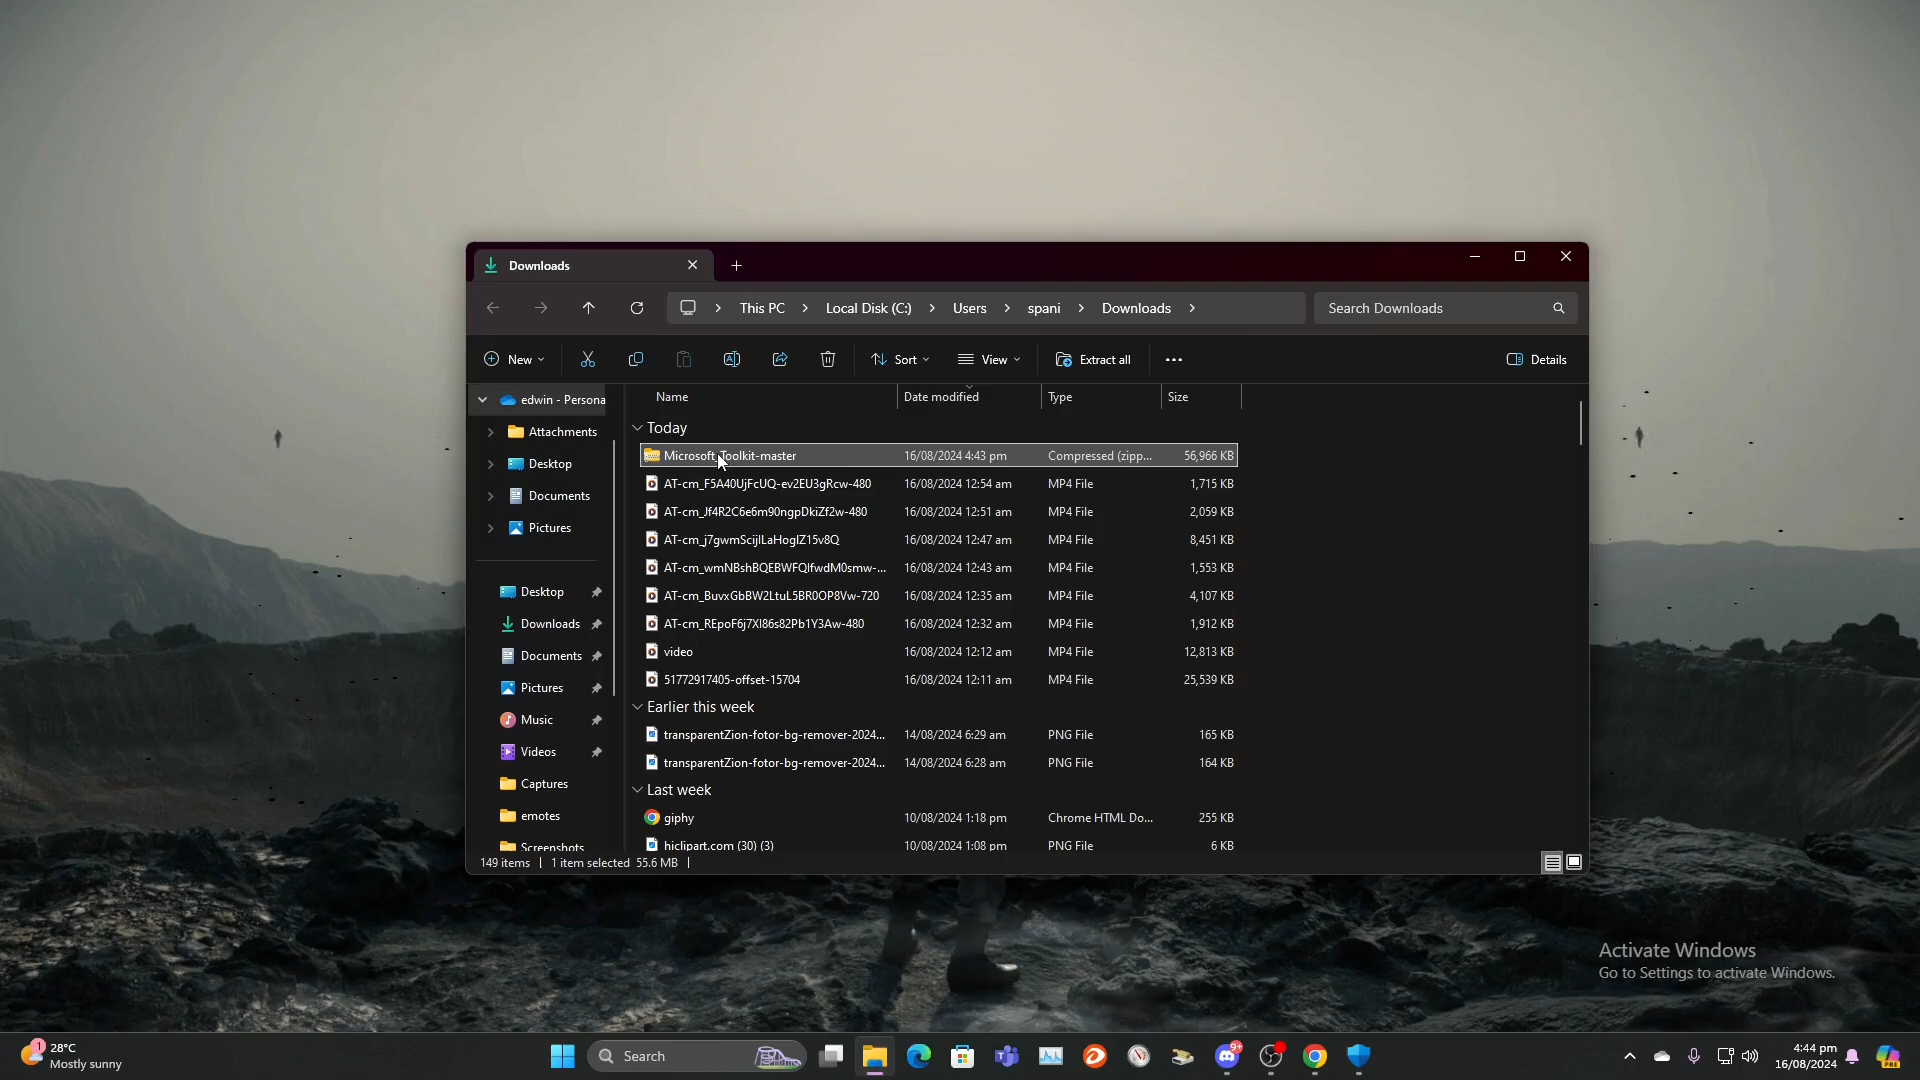 Downloads
This PC
Local Disk (C:)
Users
spani
Downloads
Search Downloads
New
Sort
View
Extract all
Details
edwin - Persona
Attachments
Desktop
Documents
Pictures
Desktop
Downloads
Documents
Pictures
Music
Videos
Captures
emotes
Screenshots
Name Date modified Type Size
Today
Microsoft-Toolkit-master 16/08/2024 4:43 pm Compressed (zipp... 56,966 KB
AT-cm_F5A40UjFcUQ-ev2EU3gRcw-480 16/08/2024 12:54 am MP4 File 1,715 KB
AT-cm_Jf4R2C6e6m90ngpDkiZf2w-480 16/08/2024 12:51 am MP4 File 2,059 KB
AT-cm_j7gwmScijlLaHoglZ15v8Q 16/08/2024 12:47 am MP4 File 8,451 KB
AT-cm_wmNBshBQEBWFQlfwdM0smw-... 16/08/2024 12:43 am MP4 File 1,553 KB
AT-cm_BuvxGbBW2LtuL5BR0OP8Vw-720 16/08/2024 12:35 am MP4 File 4,107 KB
AT-cm_REpoF6j7Xl86s82Pb1Y3Aw-480 16/08/2024 12:32 am MP4 File 1,912 KB
video 16/08/2024 12:12 am MP4 File 12,813 KB
51772917405-offset-15704 16/08/2024 12:11 am MP4 File 25,539 KB
Earlier this week
transparentZion-fotor-bg-remover-2024... 14/08/2024 6:29 am PNG File 165 KB
transparentZion-fotor-bg-remover-2024... 14/08/2024 6:28 am PNG File 164 KB
Last week
giphy 10/08/2024 1:18 pm Chrome HTML Do... 255 KB
hiclipart.com (30) (3) 10/08/2024 1:08 pm PNG File 6 KB
149 items 1 item selected 55.6 MB
Activate Windows
Go to Settings to activate Windows.
1
28°C
Mostly sunny
Search
9+
4:44 pm
16/08/2024
PRE